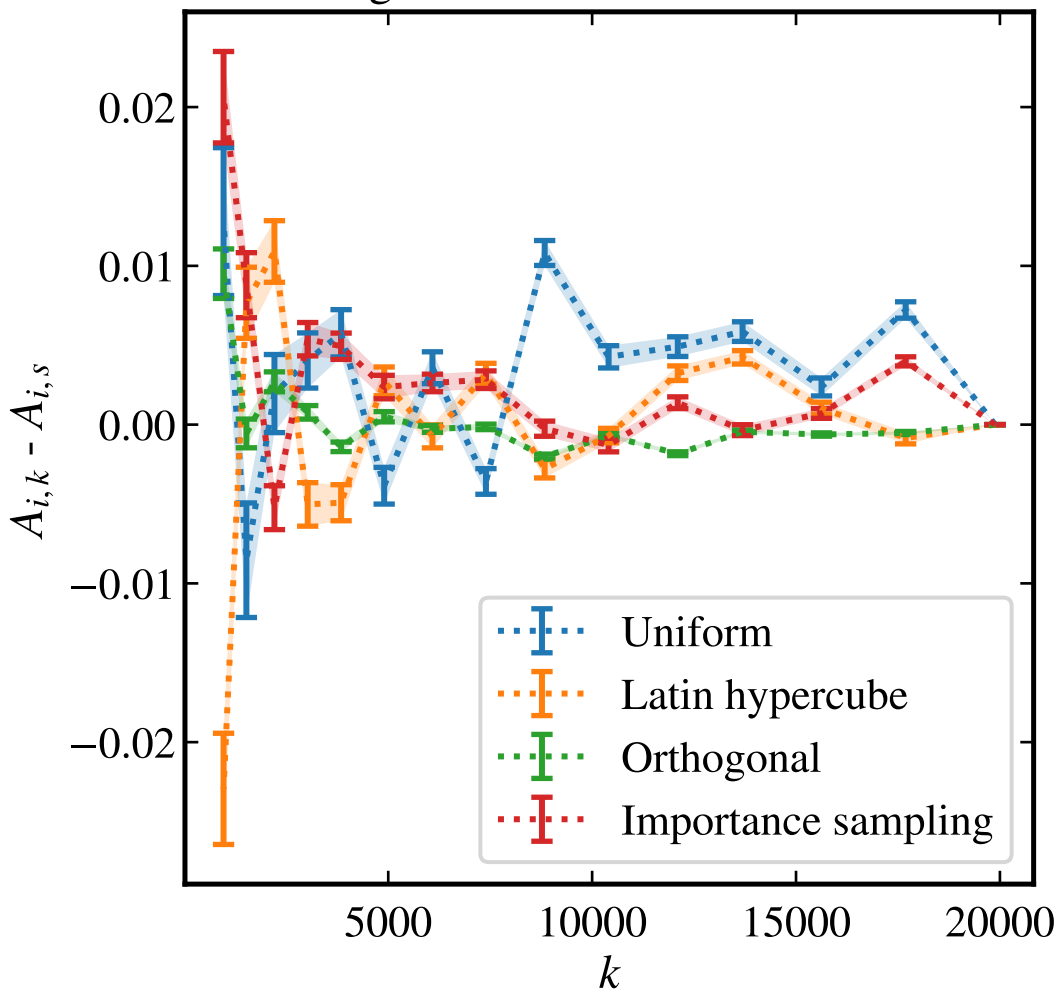 0.02
0.01
0.00
−0.01
−0.02
A_{i,k} - A_{i,s}
Uniform
Latin hypercube
Orthogonal
Importance sampling
5000
10000
15000
20000
k